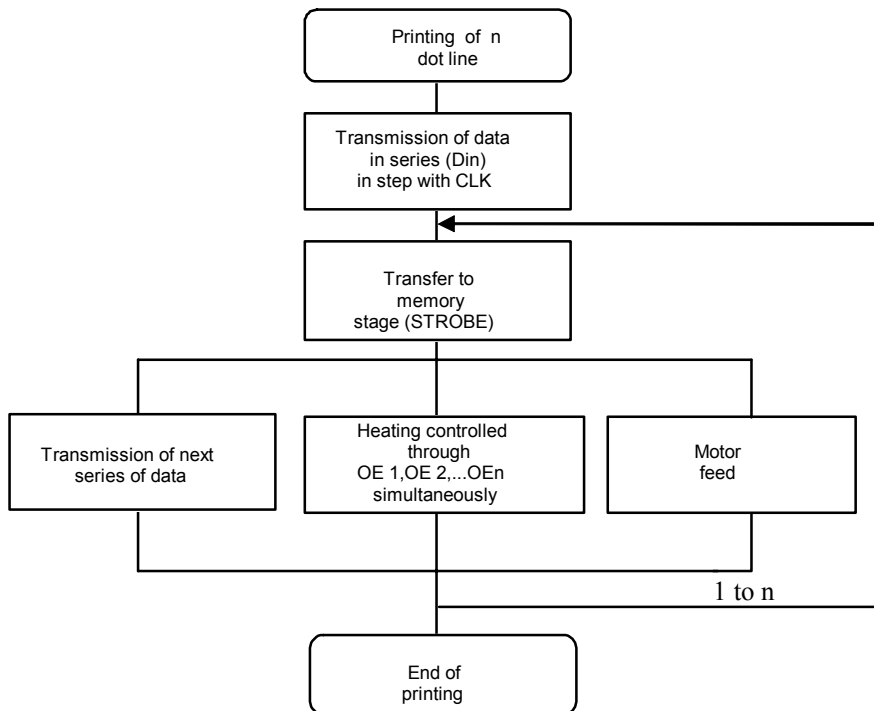 Printing of n
dot line
Transmission of data
in series (Din)
in step with CLK
Transfer to
memory
stage (STROBE)
Transmission of next
series of data
Heating controlled
through
OE 1,OE 2,...OEn
simultaneously
Motor
feed
1 to n
End of
printing